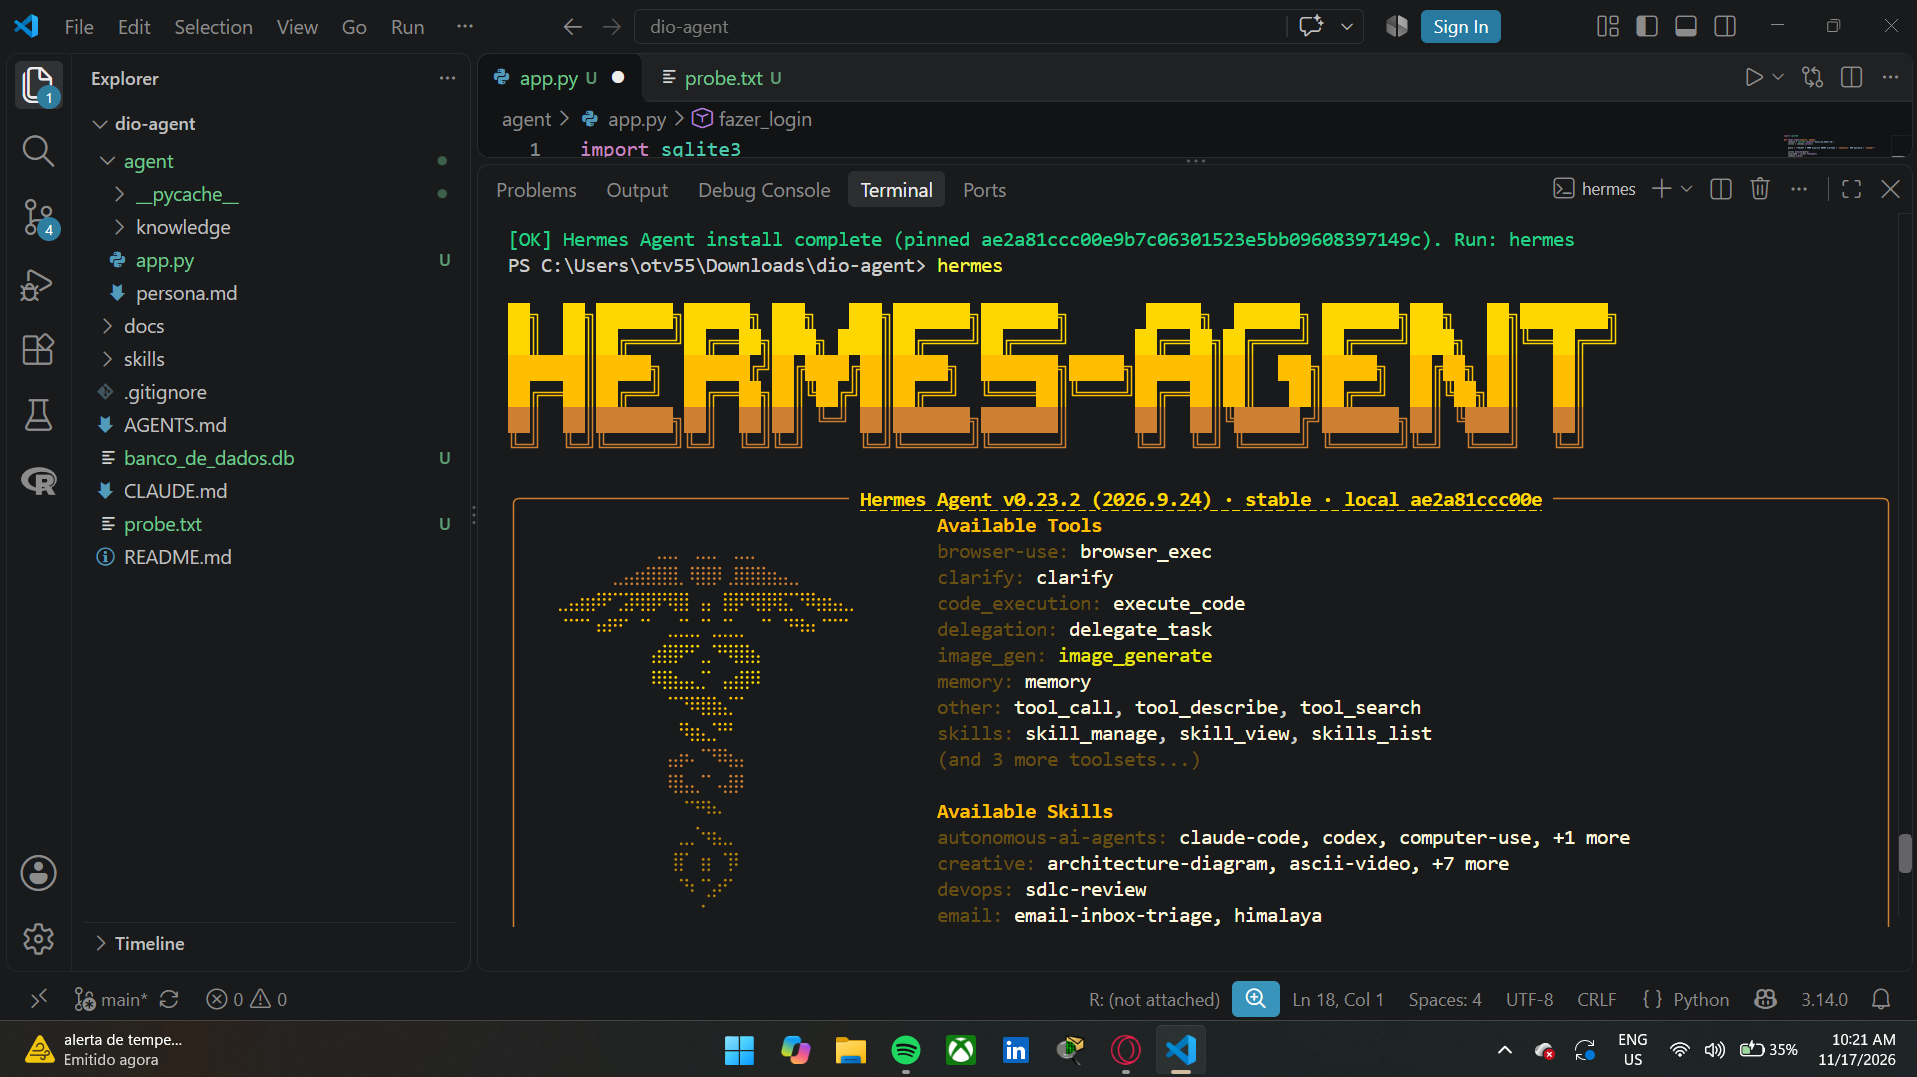 File Edit Selection View Go Run ···
dio-agent
Sign In
Explorer
dio-agent
agent
__pycache__
knowledge
app.py U
persona.md
docs
skills
.gitignore
AGENTS.md
banco_de_dados.db U
CLAUDE.md
probe.txt U
README.md
Timeline
1
4
app.py U
probe.txt U
agent > app.py > fazer_login
1 import sqlite3
Problems Output Debug Console Terminal Ports
hermes
[OK] Hermes Agent install complete (pinned ae2a81ccc00e9b7c06301523e5bb09608397149c). Run: hermes
PS C:\Users\otv55\Downloads\dio-agent> hermes
HERMES-AGENT
Hermes Agent v0.23.2 (2026.9.24) · stable · local ae2a81ccc00e
Available Tools
browser-use: browser_exec
clarify: clarify
code_execution: execute_code
delegation: delegate_task
image_gen: image_generate
memory: memory
other: tool_call, tool_describe, tool_search
skills: skill_manage, skill_view, skills_list
(and 3 more toolsets...)
Available Skills
autonomous-ai-agents: claude-code, codex, computer-use, +1 more
creative: architecture-diagram, ascii-video, +7 more
devops: sdlc-review
email: email-inbox-triage, himalaya
main* 0 0
R: (not attached) Ln 18, Col 1 Spaces: 4 UTF-8 CRLF { } Python 3.14.0
alerta de tempe...
Emitido agora
ENG
US
35%
10:21 AM
11/17/2026